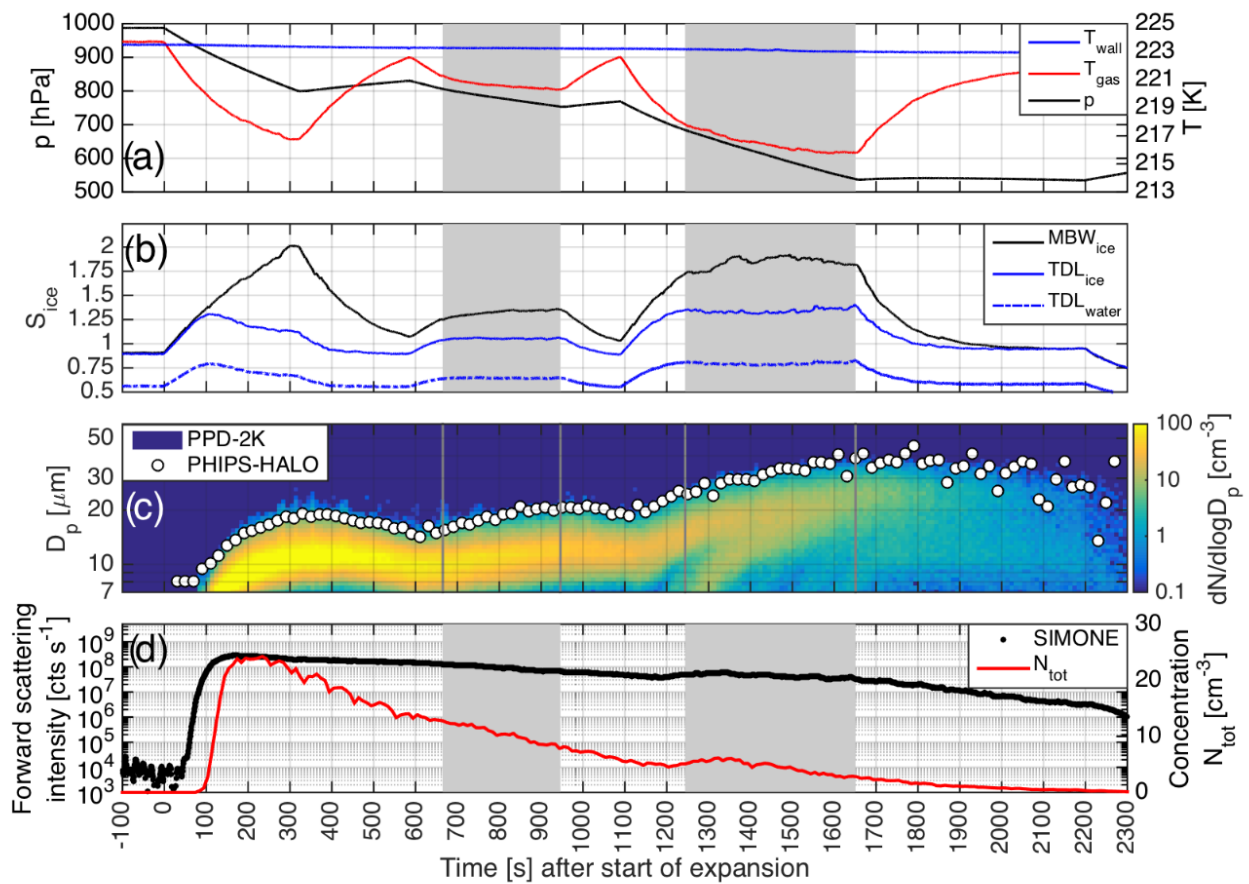 1000
900
800
700
600
500
p [hPa]
(a)
T_wall
T_gas
p
225
223
221
219
217
216
214
213
T [K]
(b)
2
1.75
1.5
1.25
1
0.75
0.5
S_ice
MBW_ice
TDL_ice
TDL_water
50
30
20
10
7
D_p [μm]
(c)
PPD-2K
PHIPS-HALO
100
10
1
0.1
dN/dlogD_p [cm^-3]
10^9
10^8
10^7
10^6
10^5
10^4
10^3
Forward scattering
intensity [cts s^-1]
(d)
SIMONE
N_tot
30
20
10
0
Concentration
N_tot [cm^-3]
-100 0 100 200 300 400 500 600 700 800 900 1000 1100 1200 1300 1400 1500 1600 1700 1800 1900 2000 2100 2200 2300
Time [s] after start of expansion